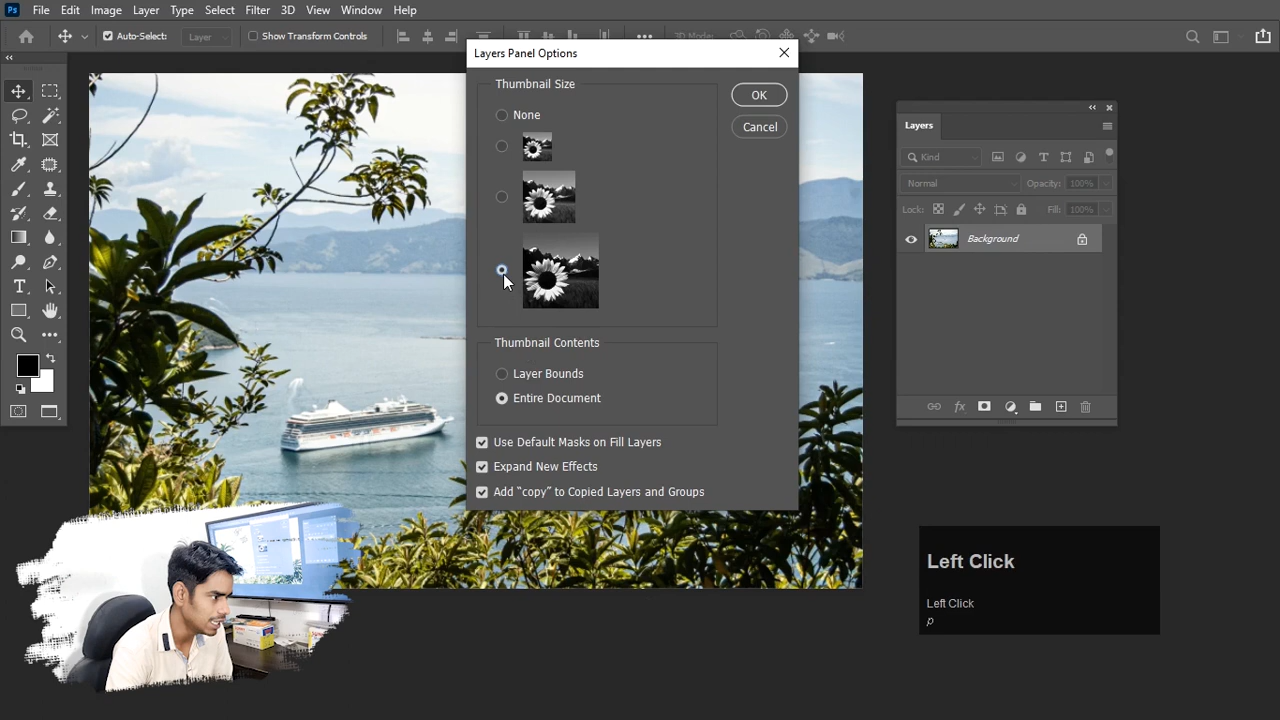 Ps File Edit Image Layer Type Select Filter 3D View Window Help
Auto-Select: Layer Show Transform Controls 3D Mode:
Layers Panel Options
Thumbnail Size
None
OK
Cancel
Thumbnail Contents
Layer Bounds
Entire Document
Use Default Masks on Fill Layers
Expand New Effects
Add “copy” to Copied Layers and Groups
Layers
Kind
Normal Opacity: 100%
Lock: Fill: 100%
Background
Left Click
Left Click
p